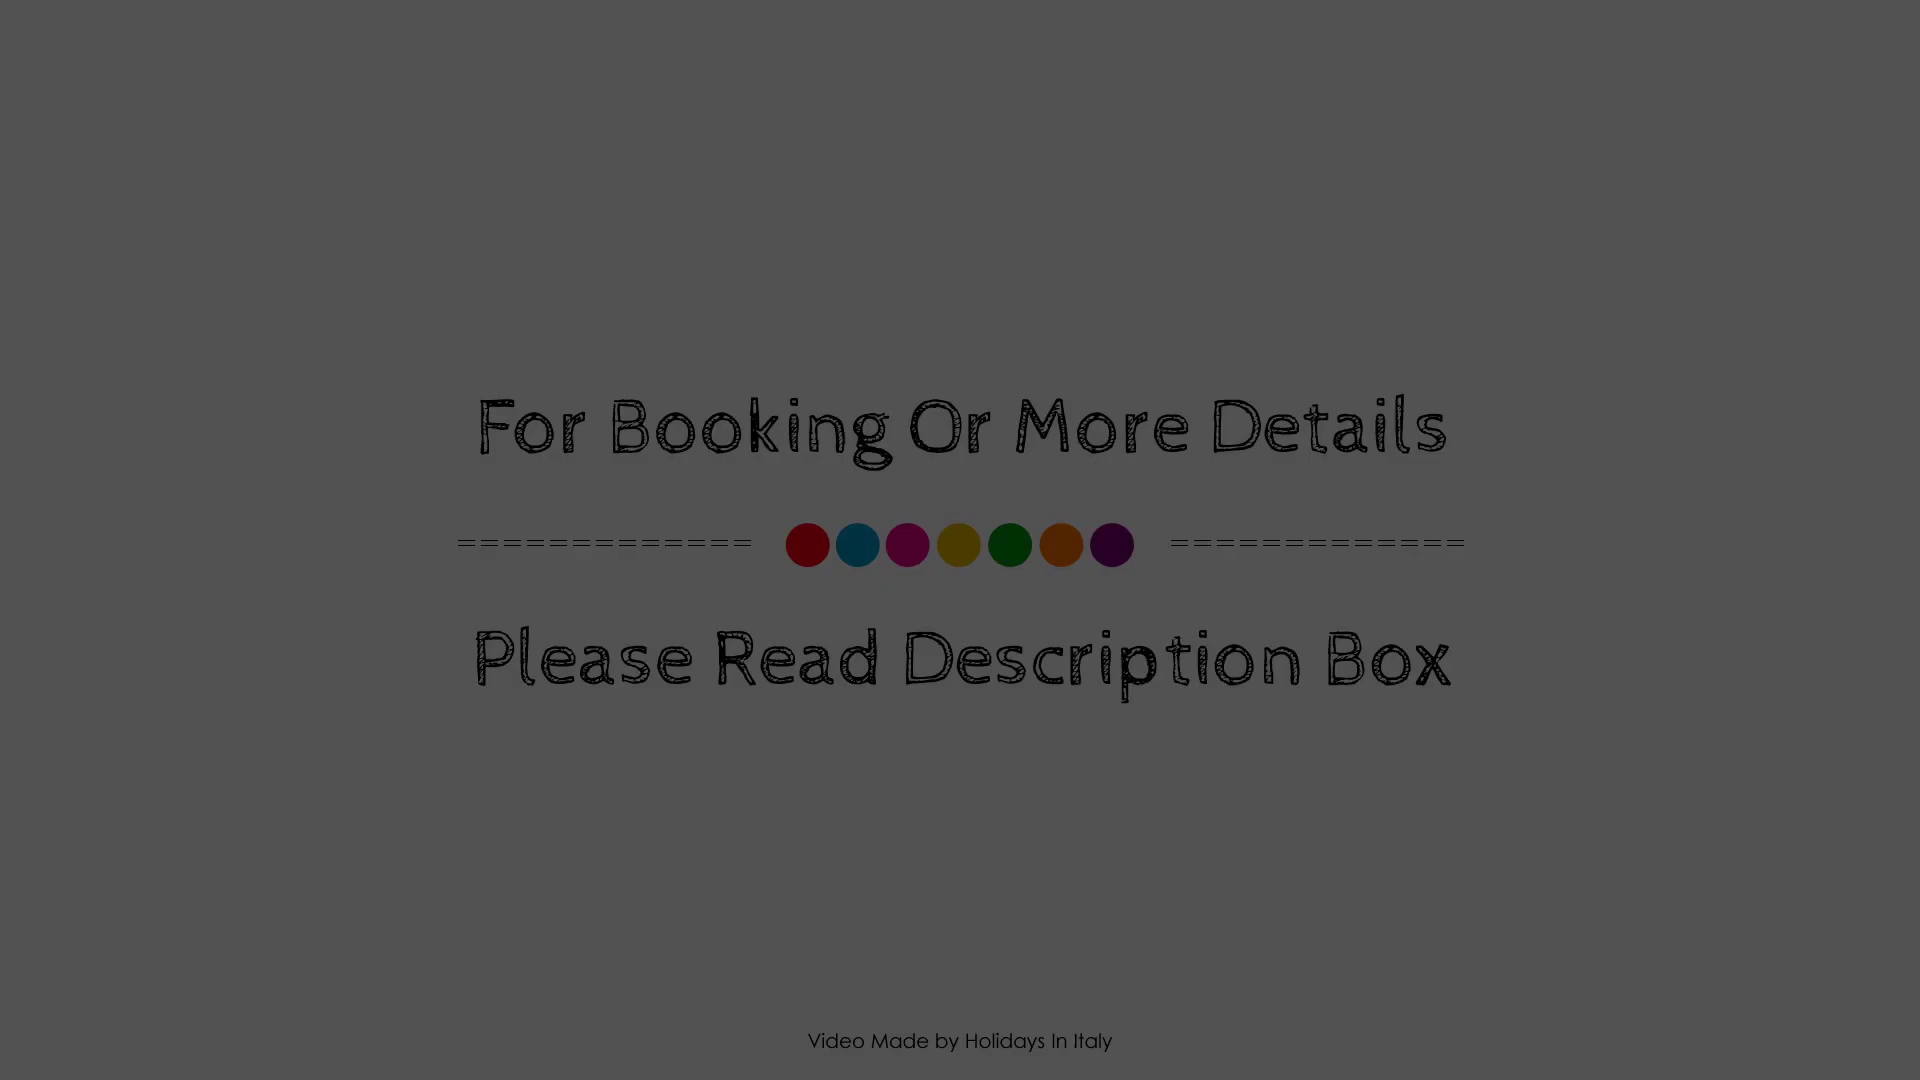 For Booking Or More Details
============= =============
Please Read Description Box
Video Made by Holidays In Italy